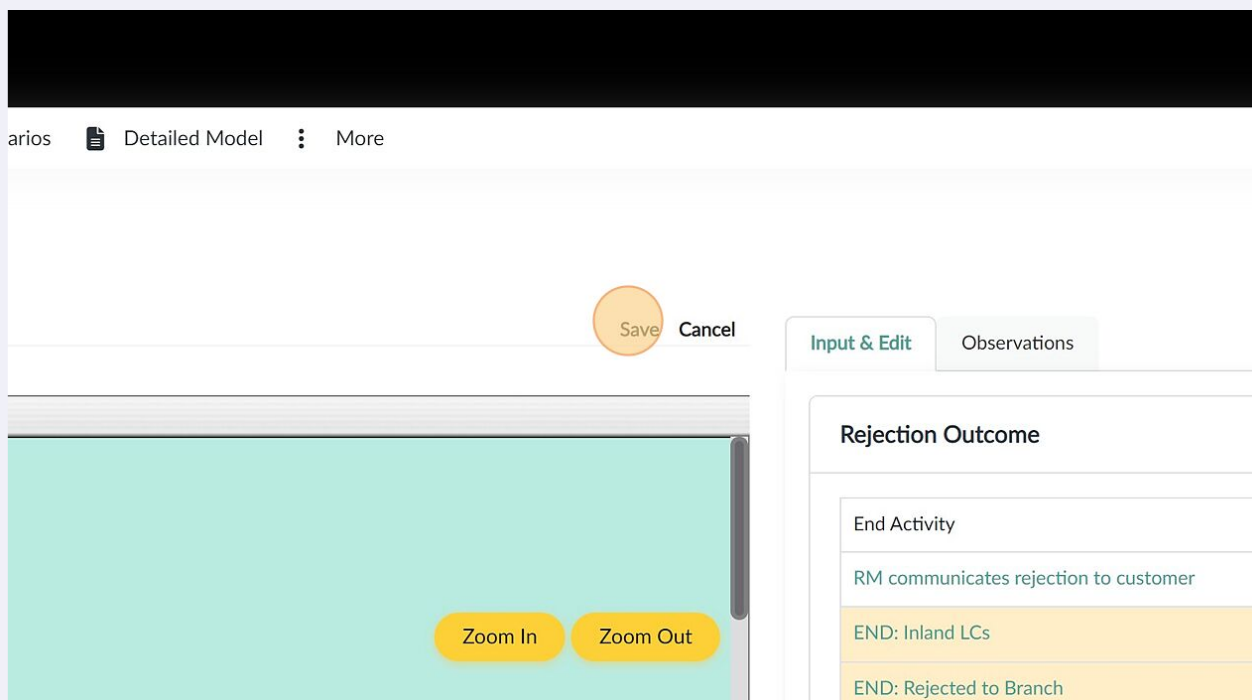 arios Detailed Model More
Save Cancel
Input & Edit Observations
Rejection Outcome
End Activity
RM communicates rejection to customer
END: Inland LCs
Zoom In Zoom Out
END: Rejected to Branch